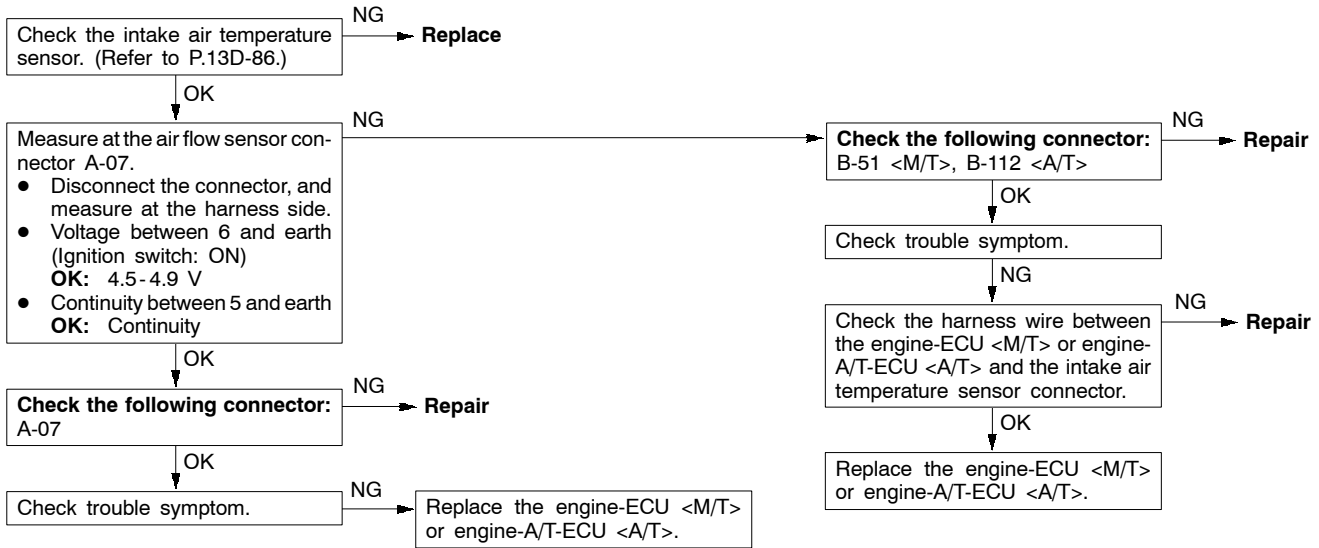 Check the intake air temperature
sensor. (Refer to P.13D-86.)
NG
Replace
OK
Measure at the air flow sensor con-
nector A-07.
● Disconnect the connector, and
measure at the harness side.
● Voltage between 6 and earth
(Ignition switch: ON)
OK: 4.5-4.9 V
● Continuity between 5 and earth
OK: Continuity
NG
OK
Check the following connector:
A-07
NG
Repair
OK
Check trouble symptom.
NG
Replace the engine-ECU <M/T>
or engine-A/T-ECU <A/T>.
Check the following connector:
B-51 <M/T>, B-112 <A/T>
NG
Repair
OK
Check trouble symptom.
NG
Check the harness wire between
the engine-ECU <M/T> or engine-
A/T-ECU <A/T> and the intake air
temperature sensor connector.
NG
Repair
OK
Replace the engine-ECU <M/T>
or engine-A/T-ECU <A/T>.